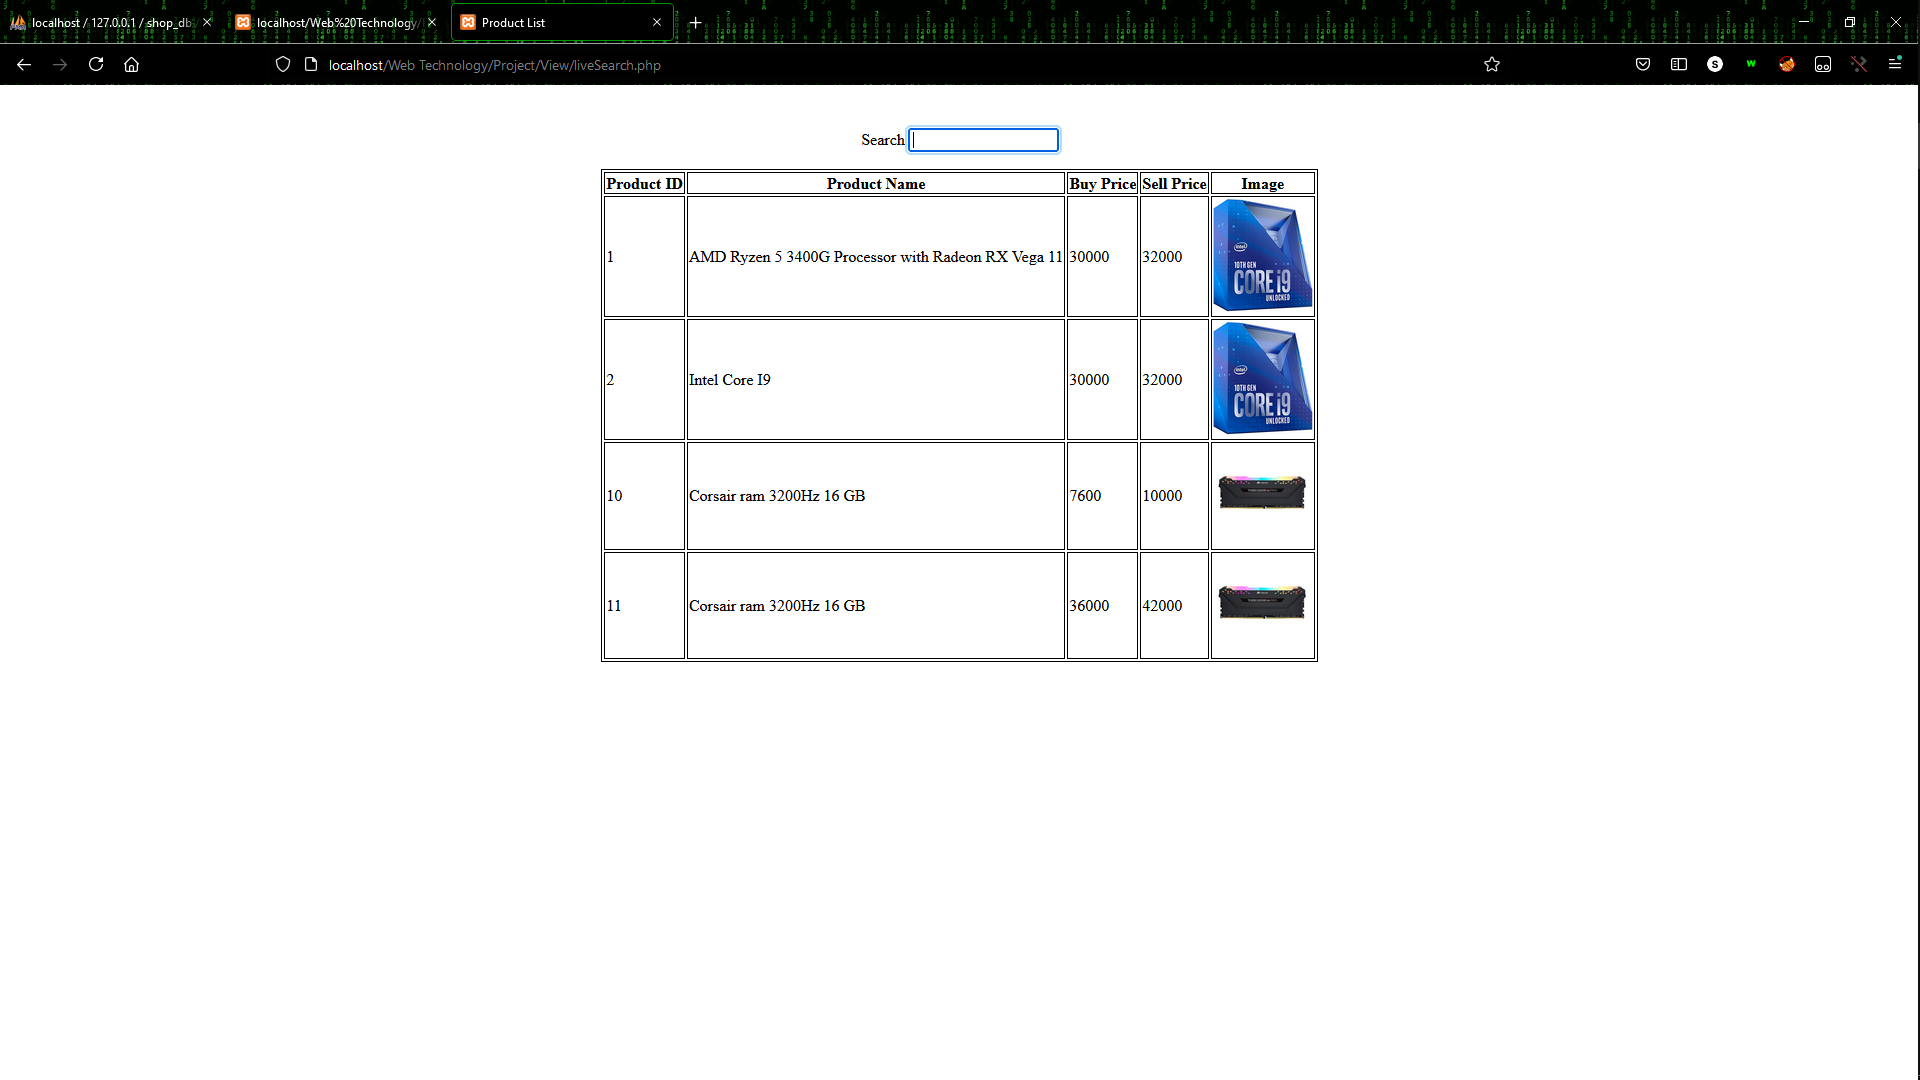 localhost / 127.0.0.1 / shop_db
localhost/Web%20Technology/
Product List
localhost/Web Technology/Project/View/liveSearch.php
Search
Product ID Product Name Buy Price Sell Price Image
1 AMD Ryzen 5 3400G Processor with Radeon RX Vega 11 30000 32000
intel
10TH GEN
CORE i9
UNLOCKED
2 Intel Core I9 30000 32000
intel
10TH GEN
CORE i9
UNLOCKED
10 Corsair ram 3200Hz 16 GB 7600 10000
11 Corsair ram 3200Hz 16 GB 36000 42000